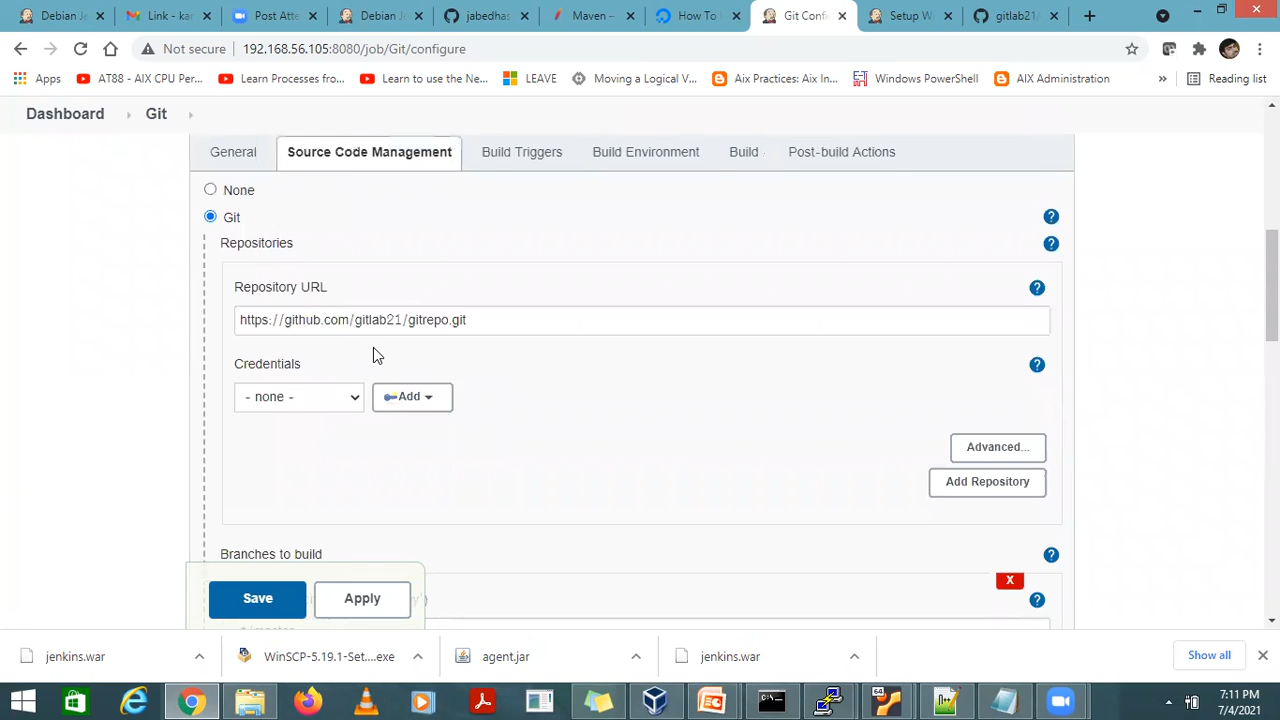 Debian Je
Link - kar
Post Atte
Debian Je
jabedhas
Maven –
How To
Git Confi
Setup Wi
gitlab21/
Not secure 192.168.56.105:8080/job/Git/configure
Apps AT88 - AIX CPU Per... Learn Processes fro... Learn to use the Ne... LEAVE Moving a Logical V... Aix Practices: Aix In... Windows PowerShell AIX Administration » Reading list
Dashboard Git
General Source Code Management Build Triggers Build Environment Build Post-build Actions
None
Git ?
Repositories ?
Repository URL ?
https://github.com/gitlab21/gitrepo.git
Credentials ?
- none - Add
Advanced...
Add Repository
Branches to build ?
X
Save Apply ?
jenkins.war WinSCP-5.19.1-Set....exe agent.jar jenkins.war Show all
7:11 PM
7/4/2021